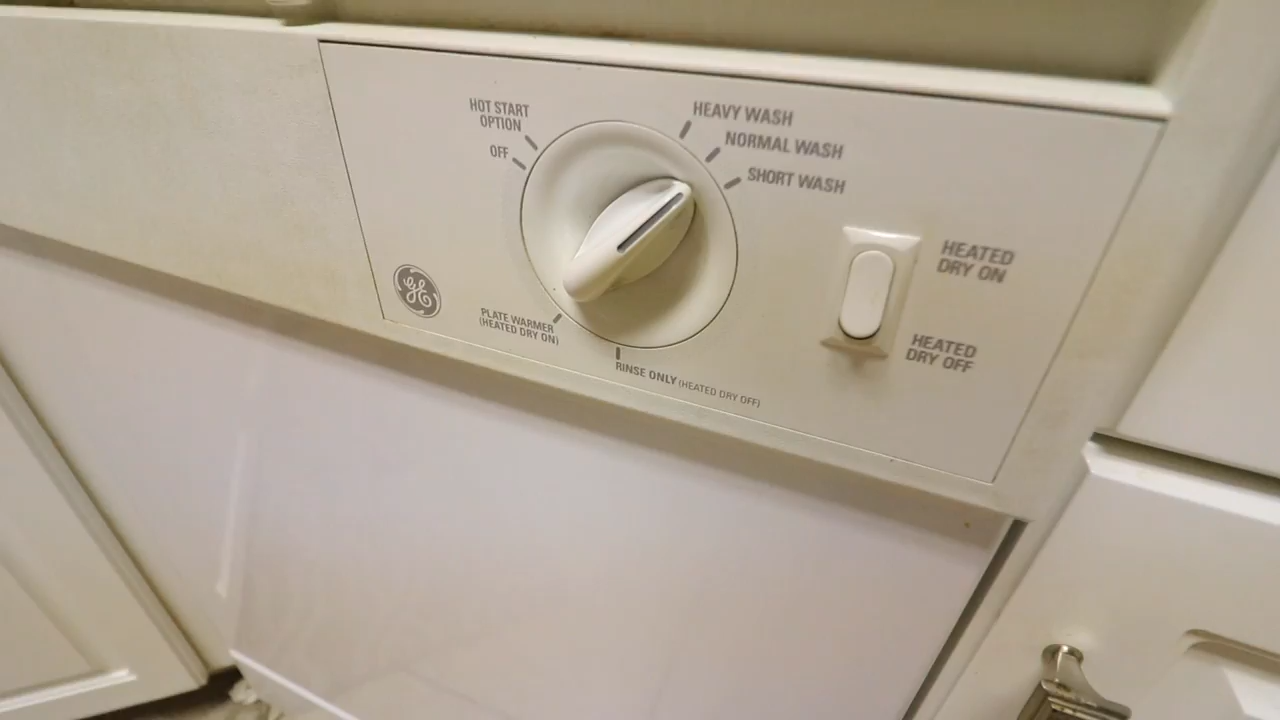 HOT START
OPTION
OFF
HEAVY WASH
NORMAL WASH
SHORT WASH
HEATED
DRY ON
HEATED
DRY OFF
GE
PLATE WARMER
(HEATED DRY ON)
RINSE ONLY (HEATED DRY OFF)